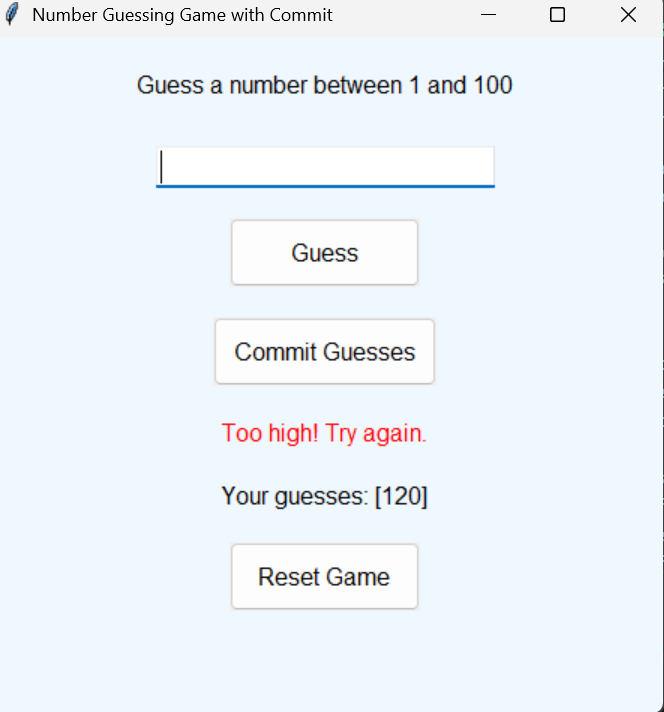 Number Guessing Game with Commit
Guess a number between 1 and 100
Guess
Commit Guesses
Too high! Try again.
Your guesses: [120]
Reset Game